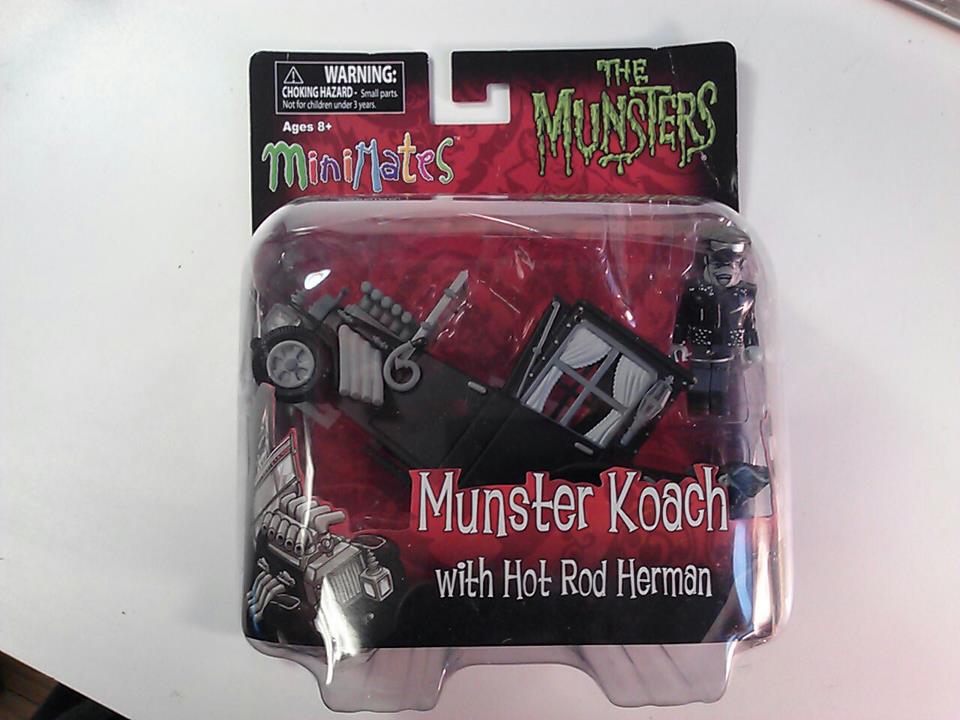 WARNING:
CHOKING HAZARD - Small parts.
Not for children under 3 years.
Ages 8+
MiniMates™
THE
MUNSTERS
Munster Koach
with Hot Rod Herman